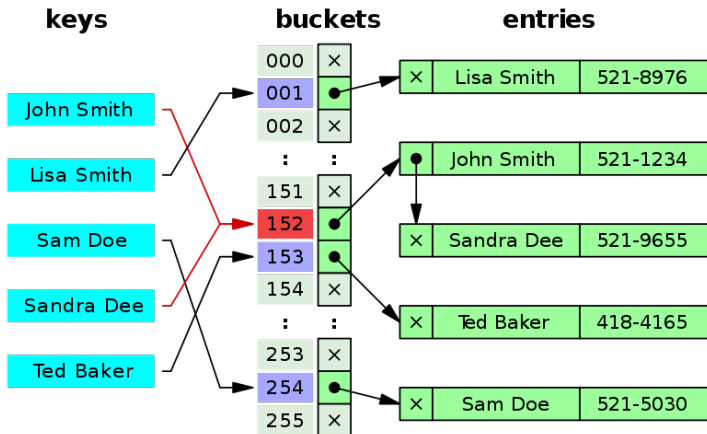 keys
buckets
entries
John Smith
Lisa Smith
Sam Doe
Sandra Dee
Ted Baker
000 ×
001
002 ×
: :
151 ×
152
153
154 ×
: :
253 ×
254
255 ×
× Lisa Smith 521-8976
John Smith 521-1234
× Sandra Dee 521-9655
× Ted Baker 418-4165
× Sam Doe 521-5030